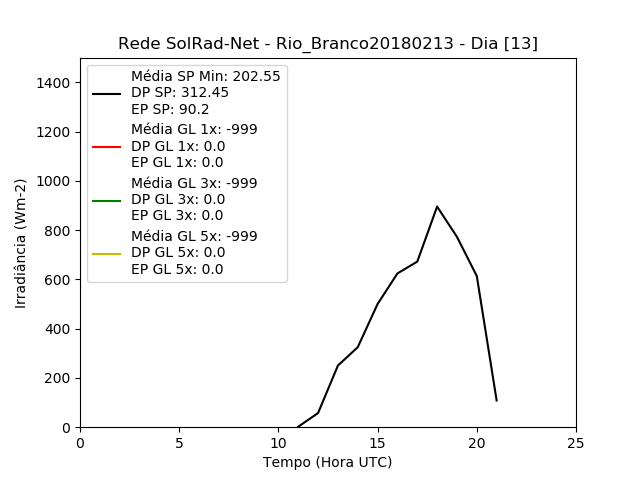 Rede SolRad-Net - Rio_Branco20180213 - Dia [13]
Média SP Min: 202.55
DP SP: 312.45
EP SP: 90.2
Média GL 1x: -999
DP GL 1x: 0.0
EP GL 1x: 0.0
Média GL 3x: -999
DP GL 3x: 0.0
EP GL 3x: 0.0
Média GL 5x: -999
DP GL 5x: 0.0
EP GL 5x: 0.0
Irradiância (Wm-2)
1400
1200
1000
800
600
400
200
0
0 5 10 15 20 25
Tempo (Hora UTC)